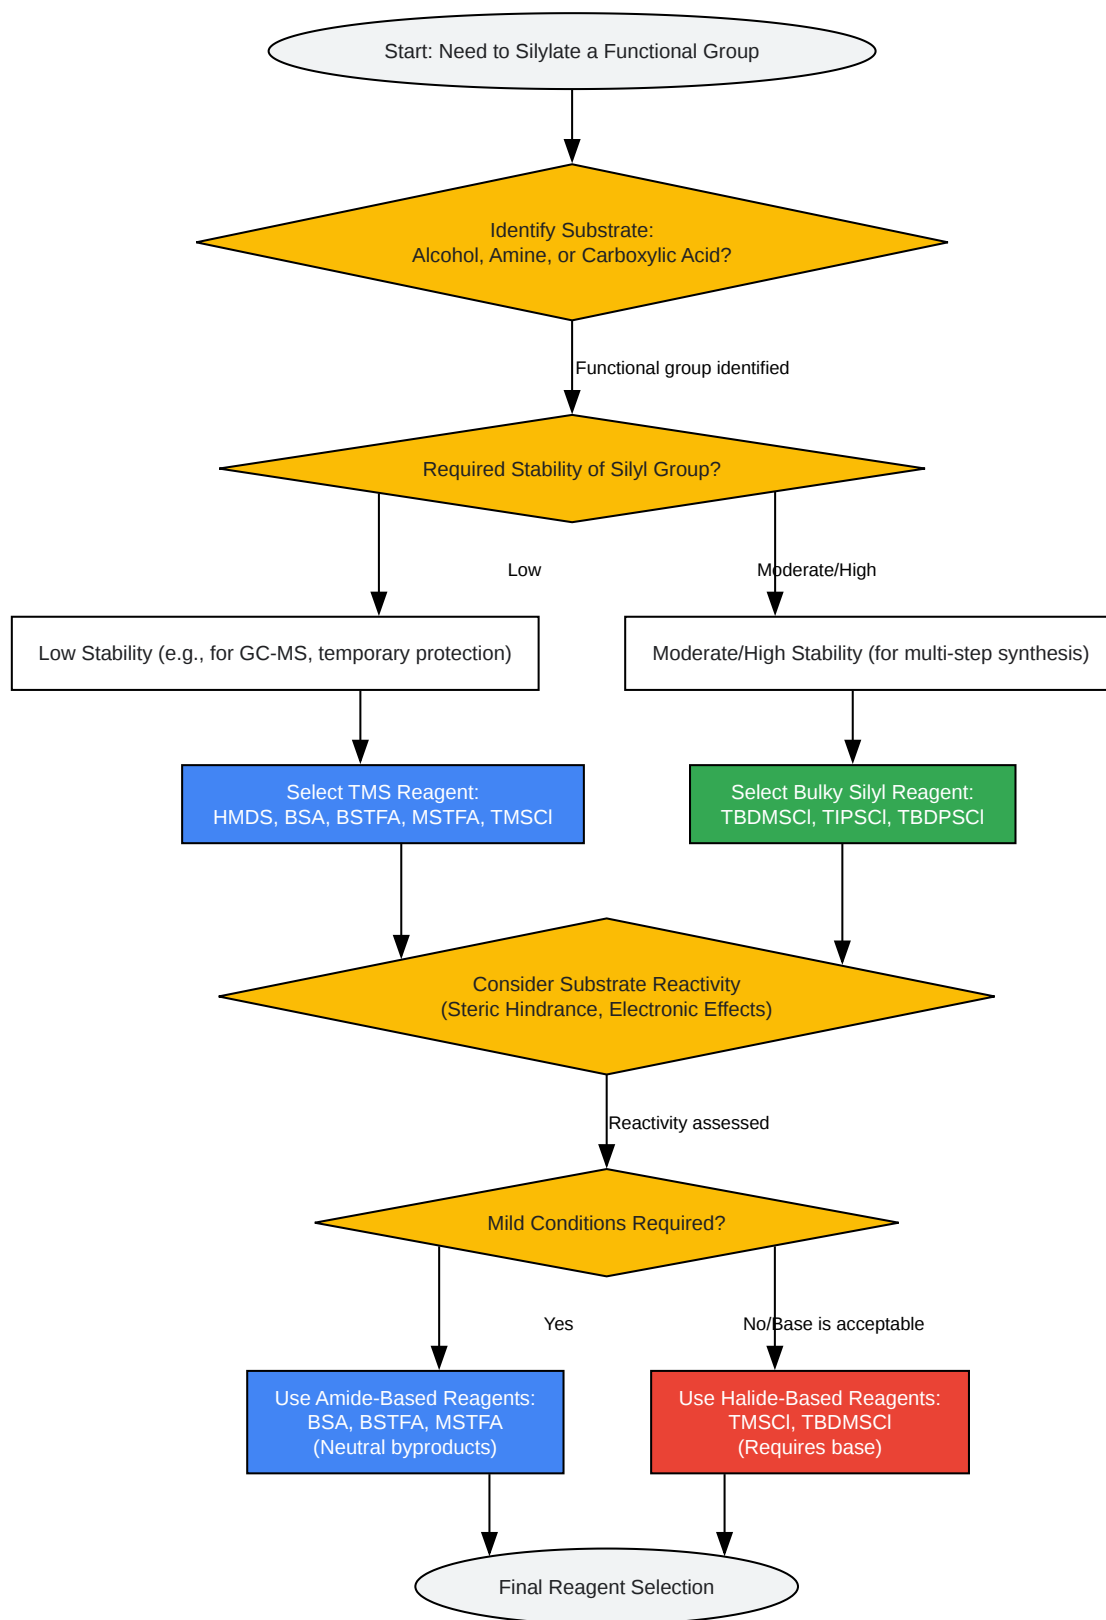 Start: Need to Silylate a Functional Group
Identify Substrate:
Alcohol, Amine, or Carboxylic Acid?
Functional group identified
Required Stability of Silyl Group?
Low
Moderate/High
Low Stability (e.g., for GC-MS, temporary protection)
Moderate/High Stability (for multi-step synthesis)
Select TMS Reagent:
HMDS, BSA, BSTFA, MSTFA, TMSCl
Select Bulky Silyl Reagent:
TBDMSCl, TIPSCl, TBDPSCl
Consider Substrate Reactivity
(Steric Hindrance, Electronic Effects)
Reactivity assessed
Mild Conditions Required?
Yes
No/Base is acceptable
Use Amide-Based Reagents:
BSA, BSTFA, MSTFA
(Neutral byproducts)
Use Halide-Based Reagents:
TMSCl, TBDMSCl
(Requires base)
Final Reagent Selection